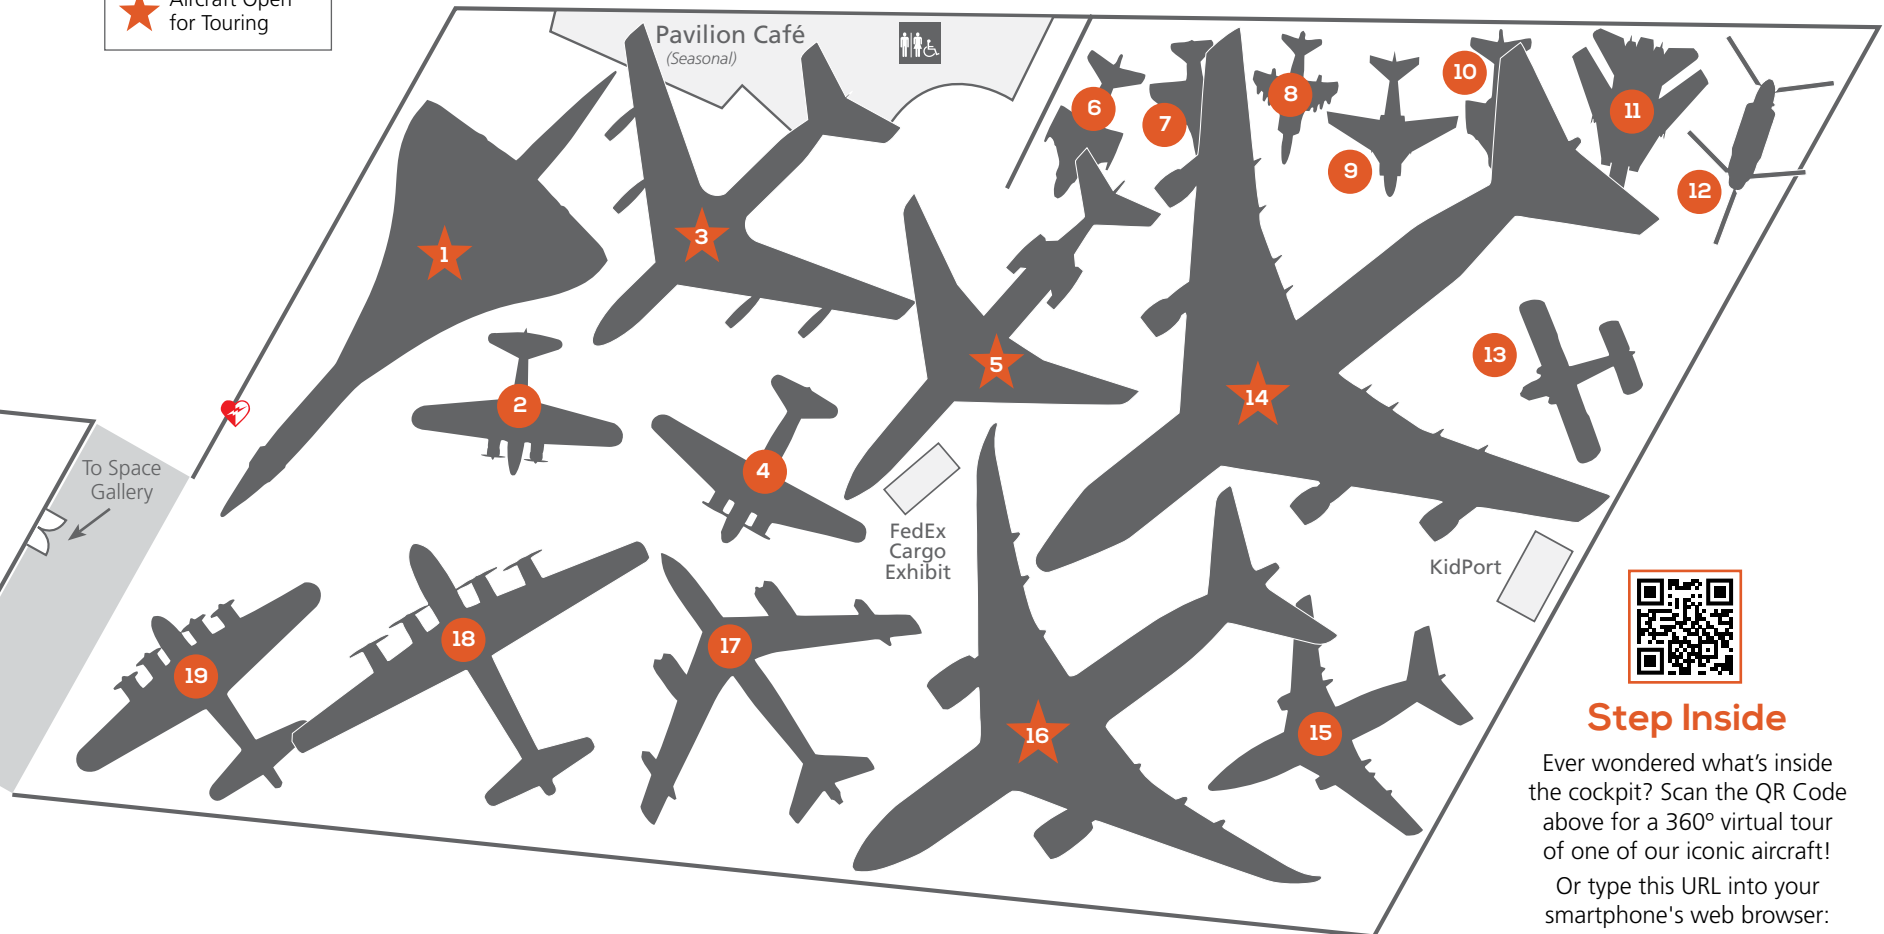 Aircraft Open
for Touring
Pavilion Café
(Seasonal)
6
7
8
9
10
11
12
1
3
5
13
14
2
4
To Space
Gallery
FedEx
Cargo
Exhibit
KidPort
19
18
17
16
15
Step Inside
Ever wondered what's inside
the cockpit? Scan the QR Code
above for a 360º virtual tour
of one of our iconic aircraft!
Or type this URL into your
smartphone's web browser: